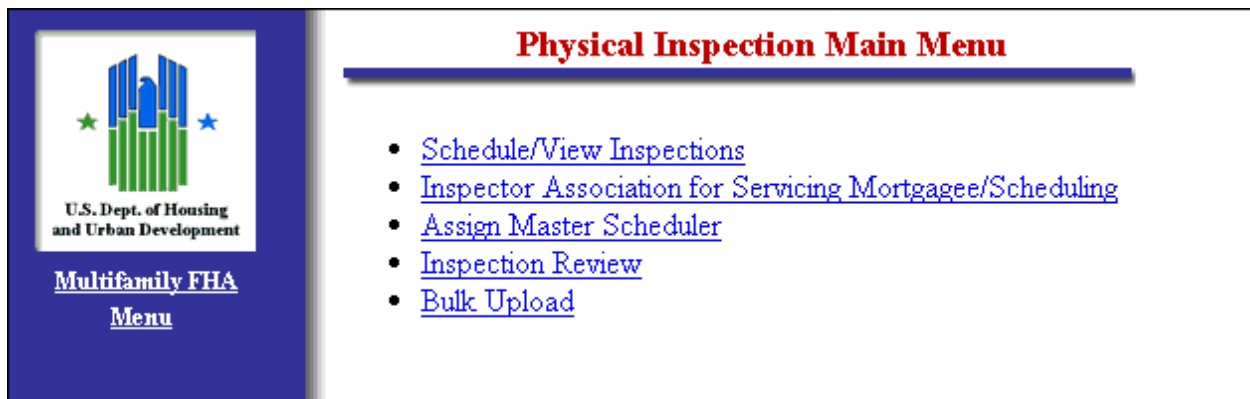 U.S. Dept. of Housing
and Urban Development
Multifamily FHA
Menu
Physical Inspection Main Menu
Schedule/View Inspections
Inspector Association for Servicing Mortgagee/Scheduling
Assign Master Scheduler
Inspection Review
Bulk Upload